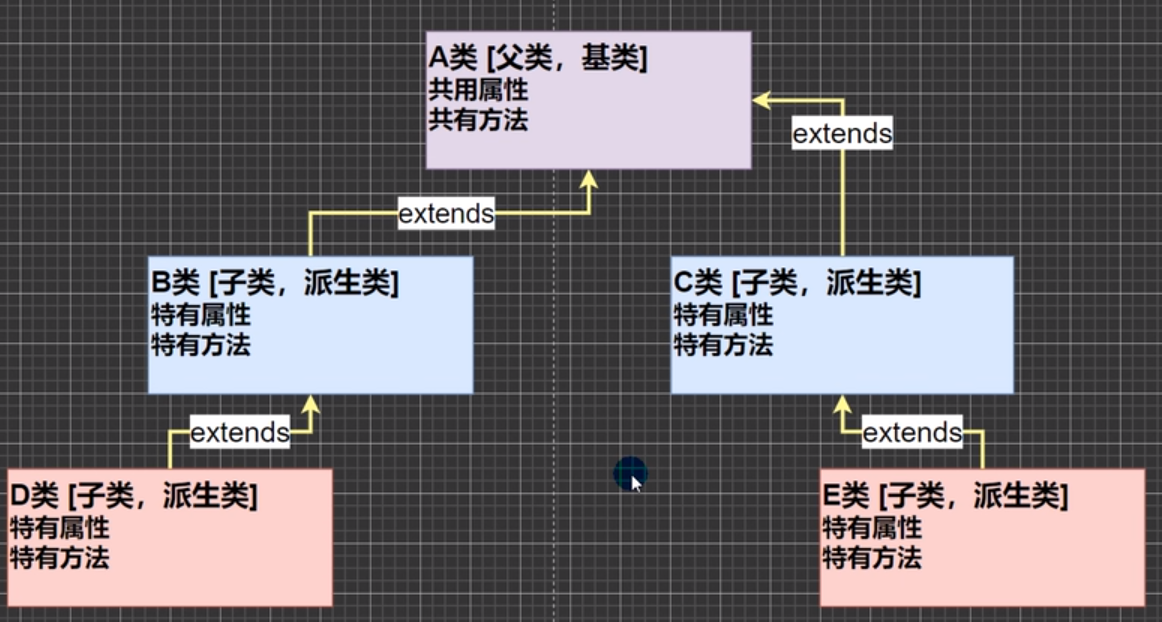 A类 [父类，基类]
共用属性
共有方法
extends
extends
B类 [子类，派生类]
特有属性
特有方法
C类 [子类，派生类]
特有属性
特有方法
extends
extends
D类 [子类，派生类]
特有属性
特有方法
E类 [子类，派生类]
特有属性
特有方法